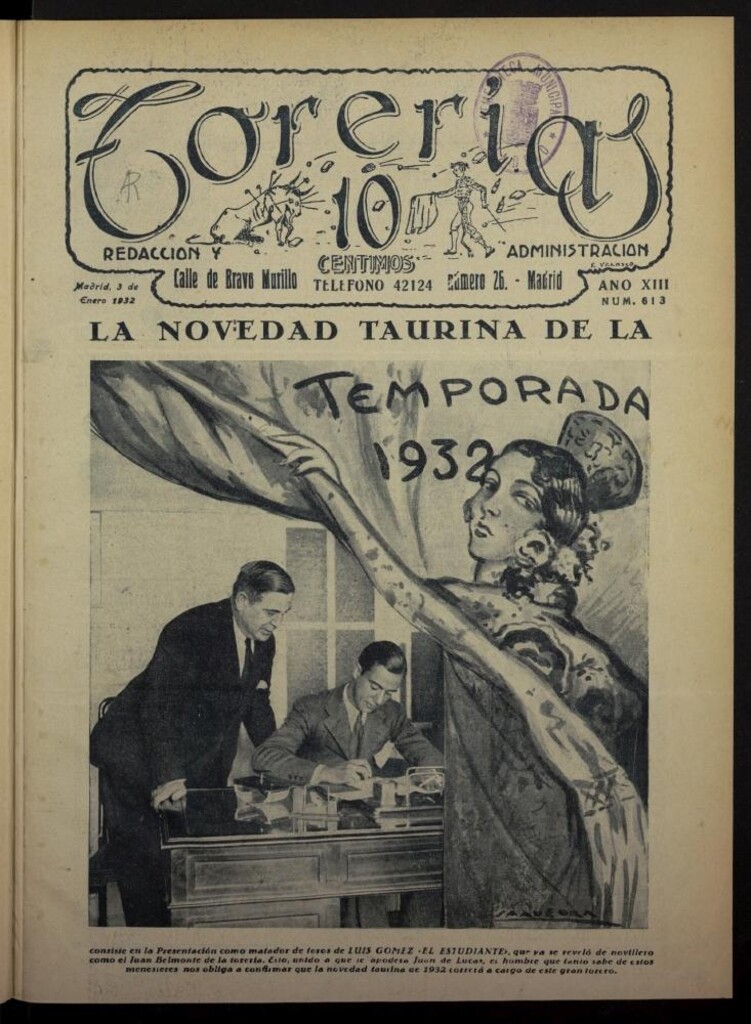 Torerías
BIBLIOTECA MUNICIPAL
10
CENTIMOS
REDACCION Y
ADMINISTRACION
Calle de Bravo Murillo
TELEFONO 42124
número 26. - Madrid
Madrid, 3 de
Enero 1932
ANO XIII
NUM. 613
LA NOVEDAD TAURINA DE LA
TEMPORADA
1932
consiste en la Presentación como matador de toros de LUIS GOMEZ «EL ESTUDIANTE», que ya se reveló de novillero
como el Juan Belmonte de la torería. Esto, unido a que le apodera Juan de Lucas, el hombre que tanto sabe de estos
menesteres nos obliga a confirmar que la novedad taurina de 1932 correrá a cargo de este gran torero.